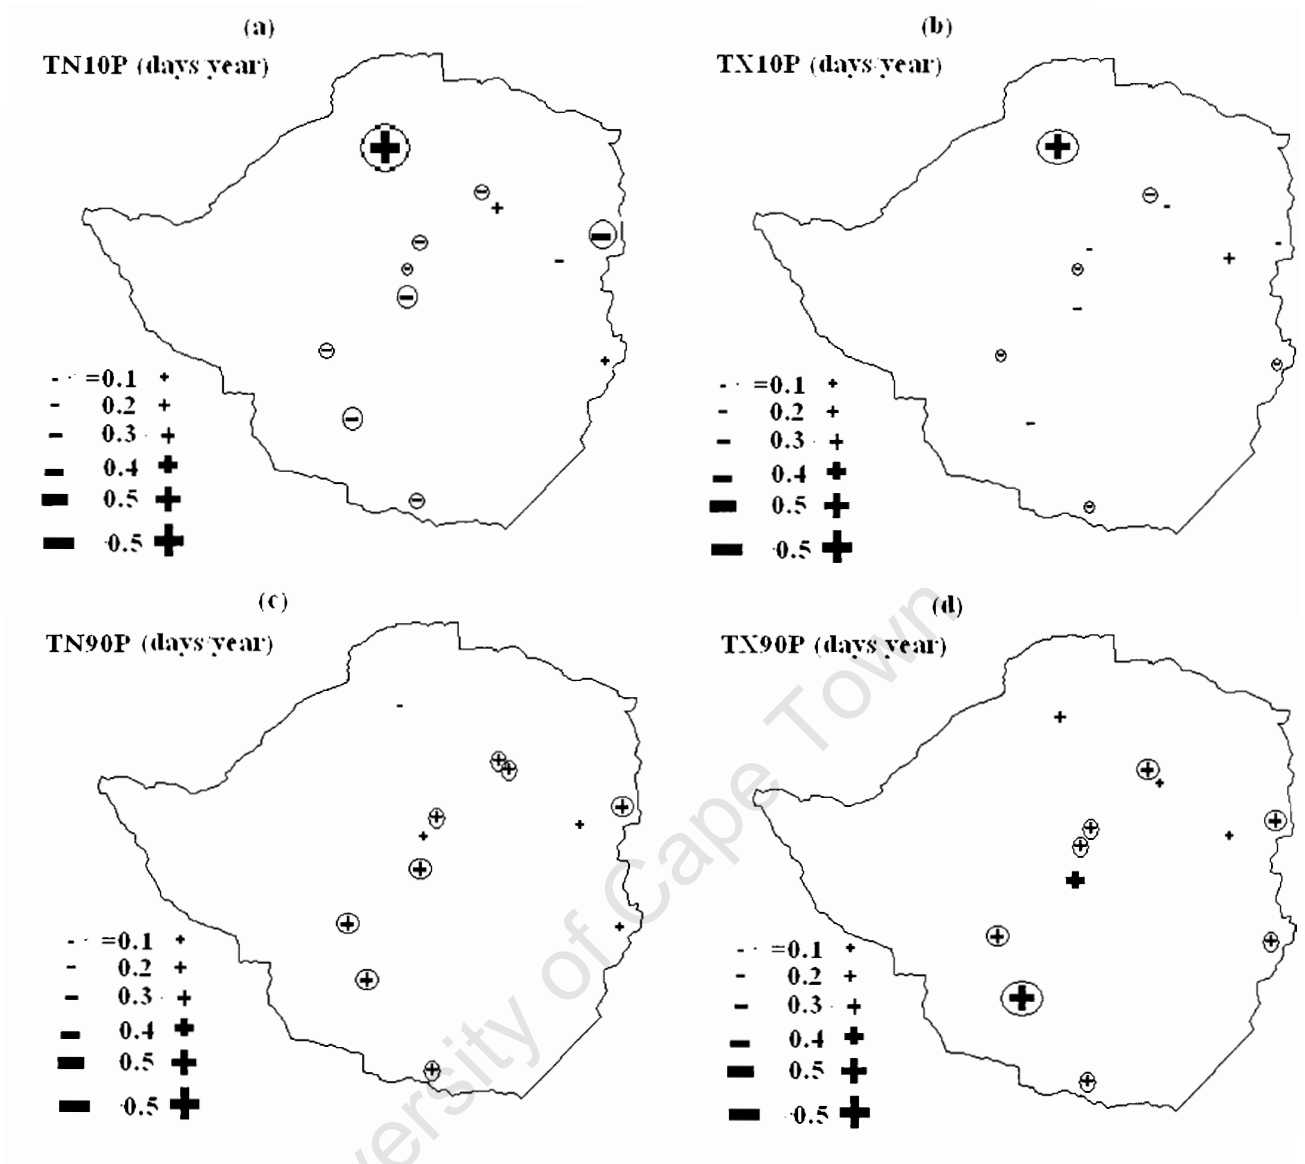 (a)
TN10P (days year)
- =0.1 +
- 0.2 +
- 0.3 +
- 0.4 +
- 0.5 +
- 0.5 +
(b)
TX10P (days/year)
- =0.1 +
- 0.2 +
- 0.3 +
- 0.4 +
- 0.5 +
- 0.5 +
(c)
TN90P (days/year)
- =0.1 +
- 0.2 +
- 0.3 +
- 0.4 +
- 0.5 +
- 0.5 +
(d)
TX90P (days/year)
- =0.1 +
- 0.2 +
- 0.3 +
- 0.4 +
- 0.5 +
- 0.5 +
versity of Cape Town